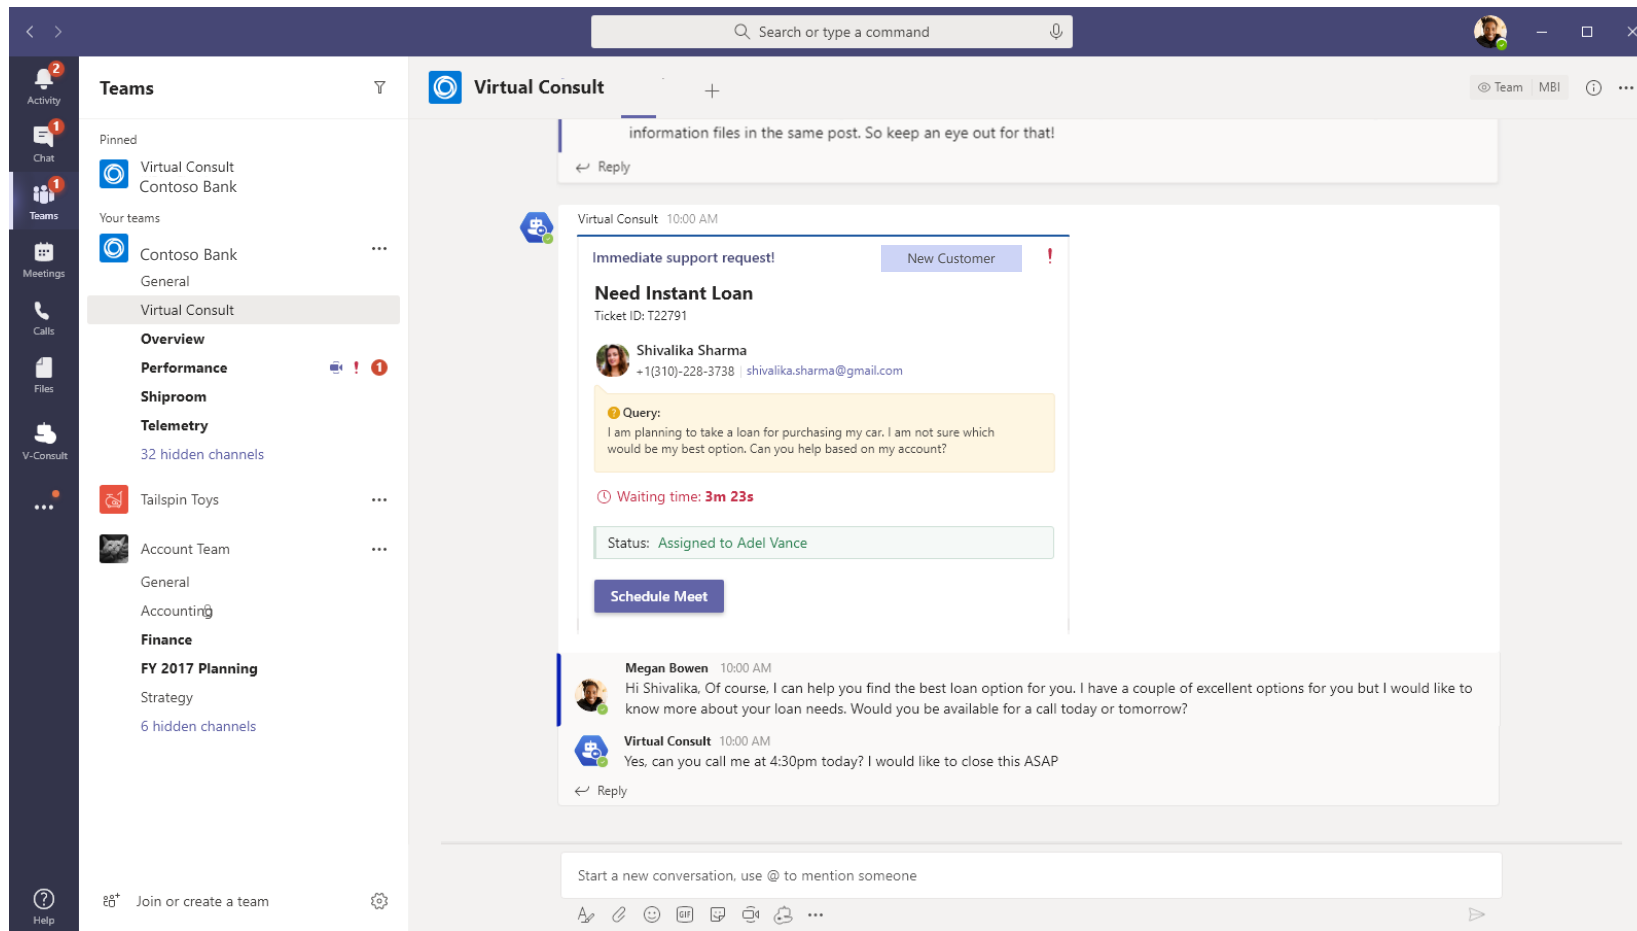 Search or type a command
2
Activity
1
Chat
1
Teams
Meetings
Calls
Files
V-Consult
Help
Teams
Pinned
Virtual Consult
Contoso Bank
Your teams
Contoso Bank
General
Virtual Consult
Overview
Performance
1
Shiproom
Telemetry
32 hidden channels
Tailspin Toys
Account Team
General
Accounting
Finance
FY 2017 Planning
Strategy
6 hidden channels
Join or create a team
Virtual Consult
Team MBI
information files in the same post. So keep an eye out for that!
Reply
Virtual Consult 10:00 AM
Immediate support request! New Customer !
Need Instant Loan
Ticket ID: T22791
Shivalika Sharma
+1(310)-228-3738 | shivalika.sharma@gmail.com
Query:
I am planning to take a loan for purchasing my car. I am not sure which
would be my best option. Can you help based on my account?
Waiting time: 3m 23s
Status: Assigned to Adel Vance
Schedule Meet
Megan Bowen 10:00 AM
Hi Shivalika, Of course, I can help you find the best loan option for you. I have a couple of excellent options for you but I would like to
know more about your loan needs. Would you be available for a call today or tomorrow?
Virtual Consult 10:00 AM
Yes, can you call me at 4:30pm today? I would like to close this ASAP
Reply
Start a new conversation, use @ to mention someone
GIF